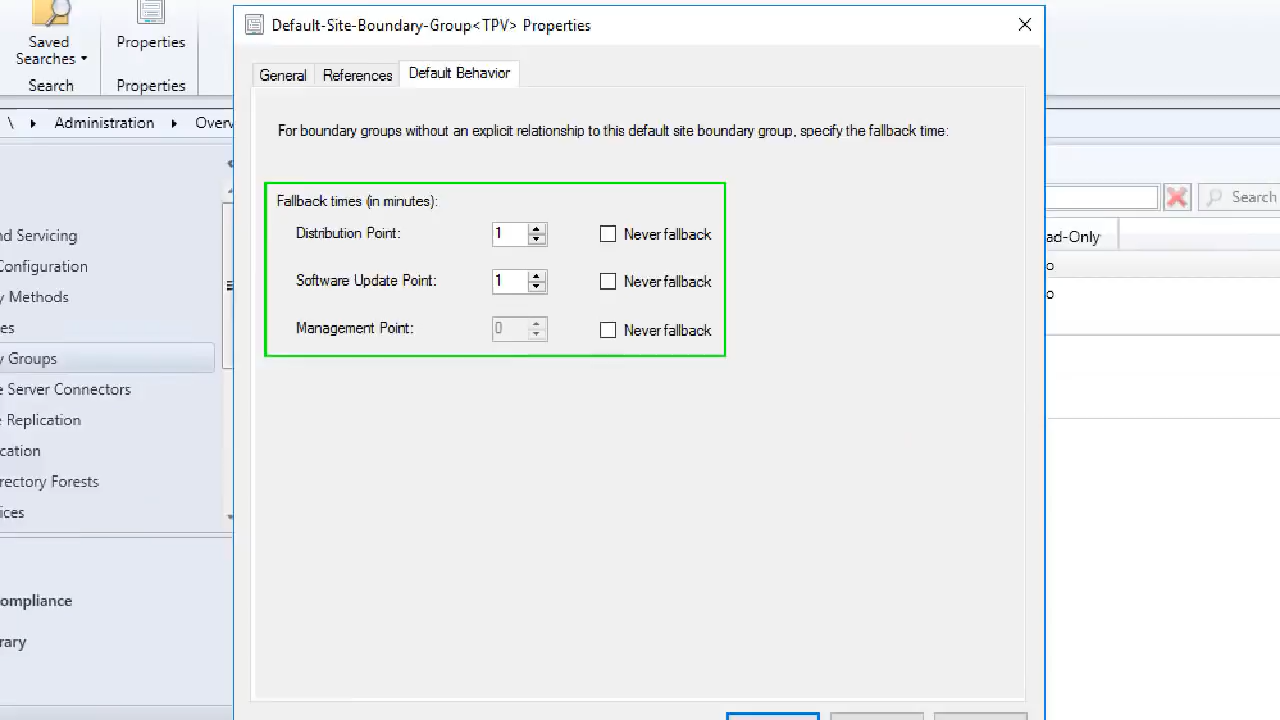 Default-Site-Boundary-Group<TPV> Properties
Saved
Searches
Properties
Search
Properties
General References Default Behavior
\ Administration Overv
For boundary groups without an explicit relationship to this default site boundary group, specify the fallback time:
Fallback times (in minutes):
Distribution Point: 1 Never fallback
Software Update Point: 1 Never fallback
Management Point: 0 Never fallback
Search
ad-Only
o
o
nd Servicing
Configuration
y Methods
es
y Groups
e Server Connectors
e Replication
cation
rectory Forests
ices
ompliance
rary